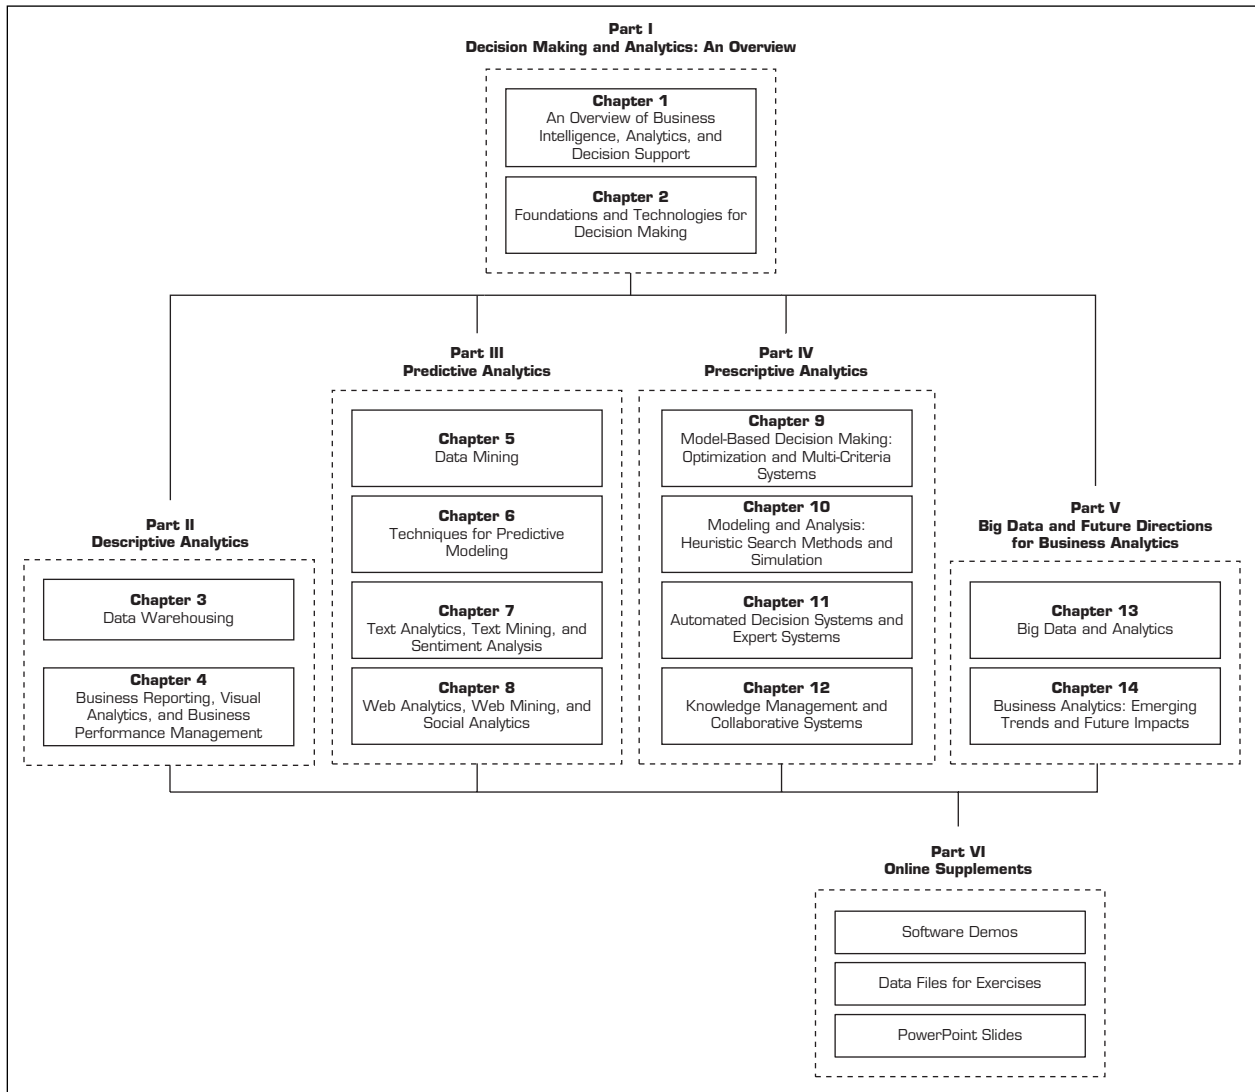 Part I
Decision Making and Analytics: An Overview
Chapter 1
An Overview of Business
Intelligence, Analytics, and
Decision Support
Chapter 2
Foundations and Technologies for
Decision Making
Part II
Descriptive Analytics
Chapter 3
Data Warehousing
Chapter 4
Business Reporting, Visual
Analytics, and Business
Performance Management
Part III
Predictive Analytics
Chapter 5
Data Mining
Chapter 6
Techniques for Predictive
Modeling
Chapter 7
Text Analytics, Text Mining, and
Sentiment Analysis
Chapter 8
Web Analytics, Web Mining, and
Social Analytics
Part IV
Prescriptive Analytics
Chapter 9
Model-Based Decision Making:
Optimization and Multi-Criteria
Systems
Chapter 10
Modeling and Analysis:
Heuristic Search Methods and
Simulation
Chapter 11
Automated Decision Systems and
Expert Systems
Chapter 12
Knowledge Management and
Collaborative Systems
Part V
Big Data and Future Directions
for Business Analytics
Chapter 13
Big Data and Analytics
Chapter 14
Business Analytics: Emerging
Trends and Future Impacts
Part VI
Online Supplements
Software Demos
Data Files for Exercises
PowerPoint Slides